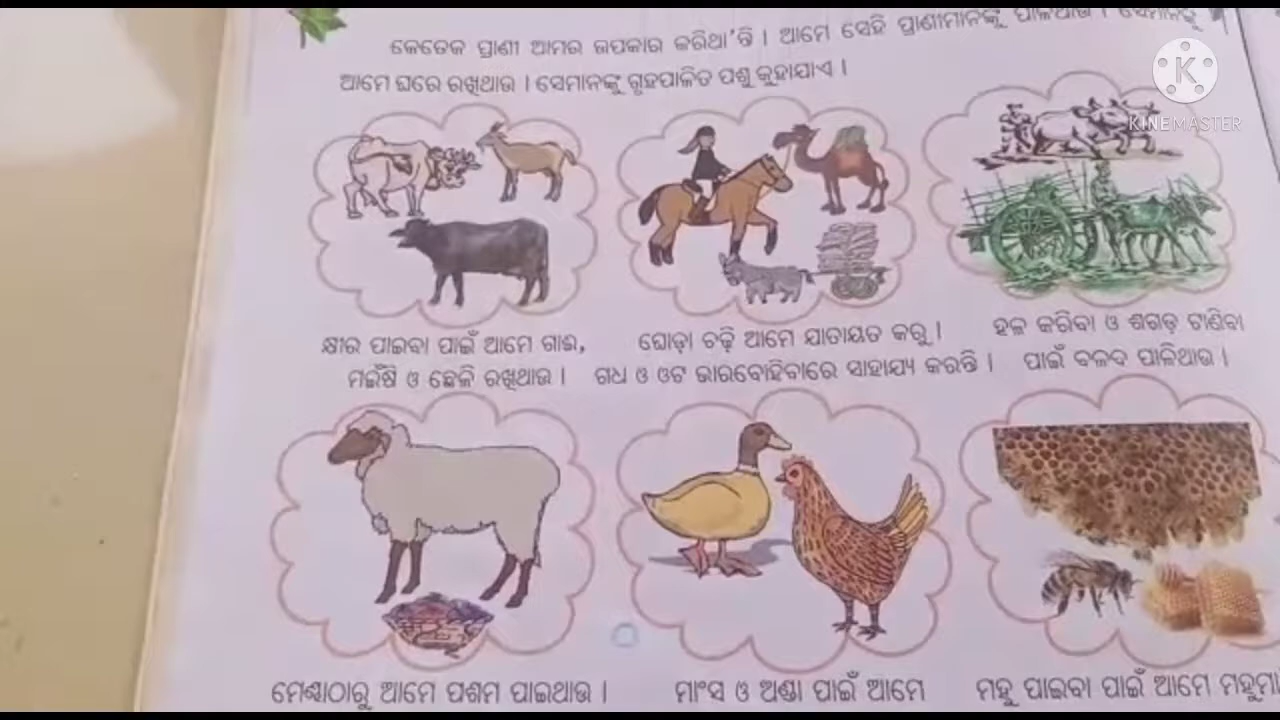 କେତେକ ପ୍ରାଣୀ ଆମର ଉପକାର କରିଥା'ନ୍ତି । ଆମେ ସେହି ପ୍ରାଣୀମାନଙ୍କୁ ପାଳିଥାଉ । ସେମାନଙ୍କୁ
ଆମେ ଘରେ ରଖିଥାଉ । ସେମାନଙ୍କୁ ଗୃହପାଳିତ ପଶୁ କୁହାଯାଏ ।
K
KINEMASTER
କ୍ଷୀର ପାଇବା ପାଇଁ ଆମେ ଗାଈ,
ମଇଁଷି ଓ ଛେଳି ରଖିଥାଉ ।
ଘୋଡ଼ା ଚଢ଼ି ଆମେ ଯାତାୟତ କରୁ ।
ଗଧ ଓ ଓଟ ଭାରବୋହିବାରେ ସାହାଯ୍ୟ କରନ୍ତି ।
ହଳ କରିବା ଓ ଶଗଡ଼ ଟାଣିବା
ପାଇଁ ବଳଦ ପାଳିଥାଉ ।
ମେଣ୍ଢାଠାରୁ ଆମେ ପଶମ ପାଇଥାଉ ।
ମାଂସ ଓ ଅଣ୍ଡା ପାଇଁ ଆମେ
ମହୁ ପାଇବା ପାଇଁ ଆମେ